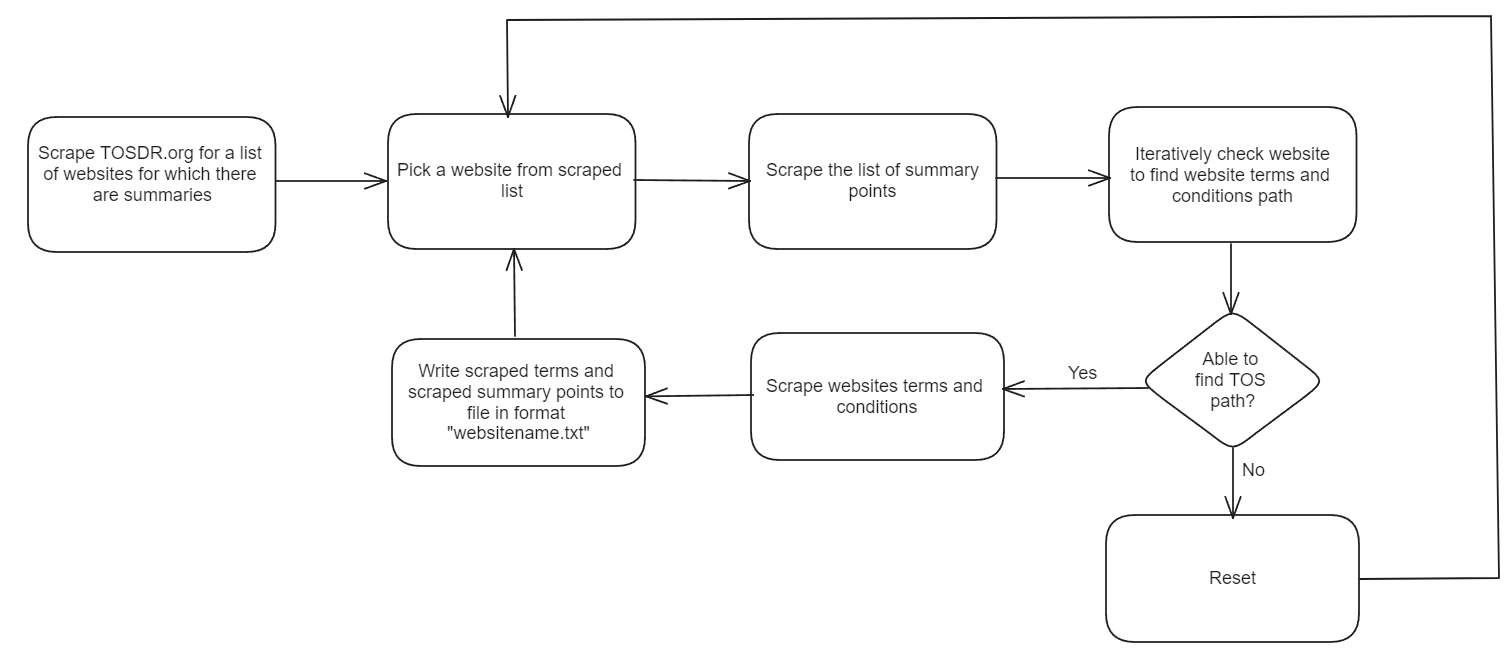 Scrape TOSDR.org for a list
of websites for which there
are summaries
Pick a website from scraped
list
Scrape the list of summary
points
Iteratively check website
to find website terms and
conditions path
Able to
find TOS
path?
Yes
Scrape websites terms and
conditions
Write scraped terms and
scraped summary points to
file in format
"websitename.txt"
No
Reset